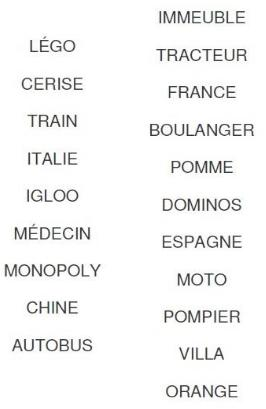 LÉGO
CERISE
TRAIN
ITALIE
IGLOO
MÉDECIN
MONOPOLY
CHINE
AUTOBUS
IMMEUBLE
TRACTEUR
FRANCE
BOULANGER
POMME
DOMINOS
ESPAGNE
MOTO
POMPIER
VILLA
ORANGE